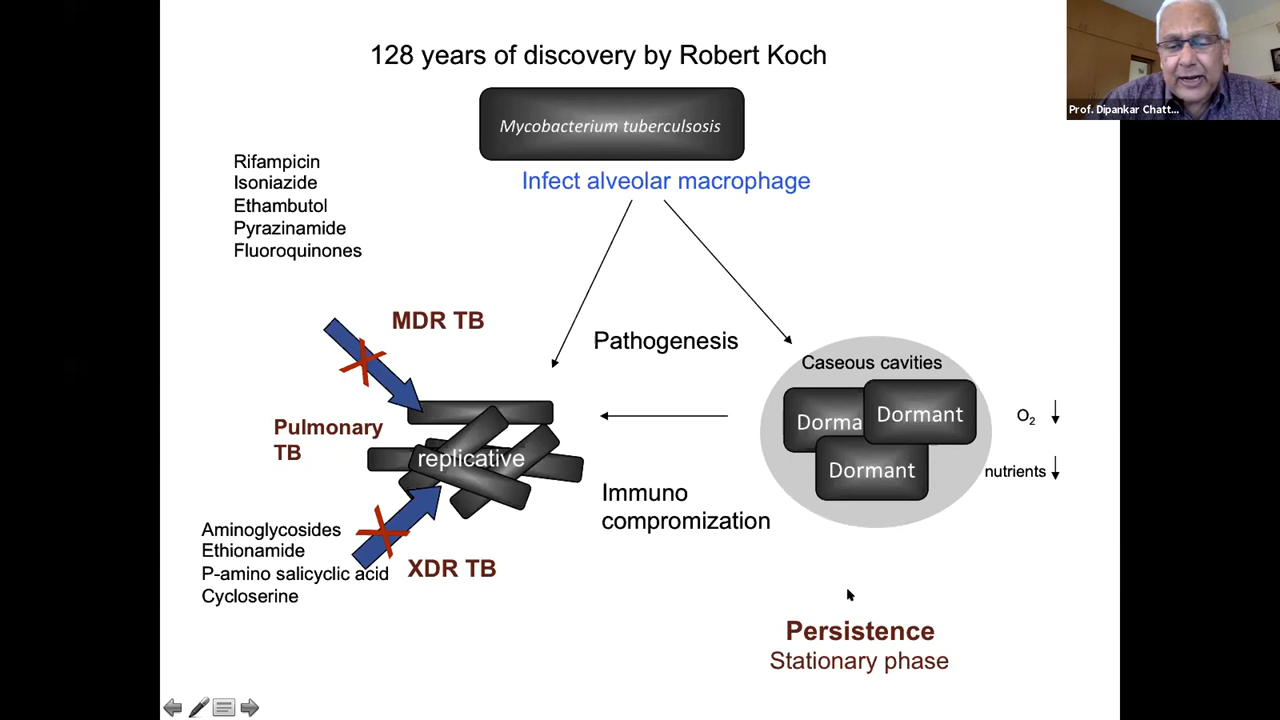 128 years of discovery by Robert Koch
Prof. Dipankar Chatt...
Mycobacterium tuberculsosis
Infect alveolar macrophage
Rifampicin
Isoniazide
Ethambutol
Pyrazinamide
Fluoroquinones
MDR TB
Pathogenesis
Caseous cavities
Dorma
Dormant
Dormant
O2
nutrients
Pulmonary
TB
replicative
Immuno
compromization
Aminoglycosides
Ethionamide
P-amino salicyclic acid
Cycloserine
XDR TB
Persistence
Stationary phase